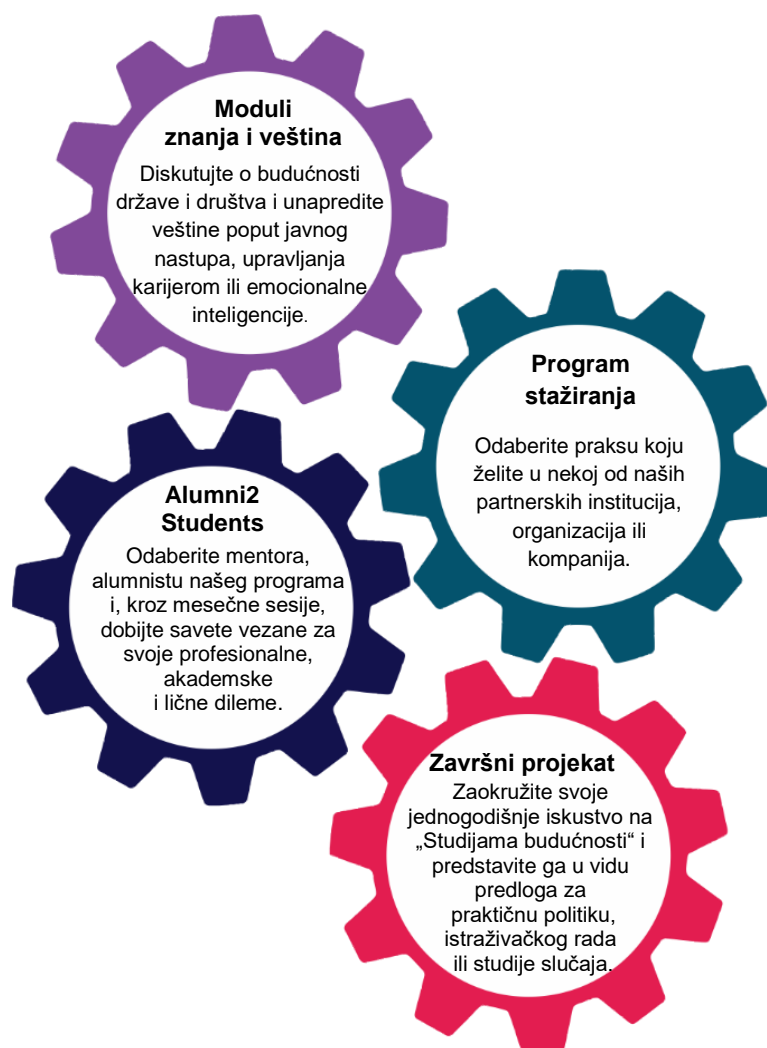 Moduli
znanja i veština
Diskutujte o budućnosti
države i društva i unapredite
veštine poput javnog
nastupa, upravljanja
karijerom ili emocionalne
inteligencije.
Program
stažiranja
Odaberite praksu koju
želite u nekoj od naših
partnerskih institucija,
organizacija ili
kompanija.
Alumni2
Students
Odaberite mentora,
alumnistu našeg programa
i, kroz mesečne sesije,
dobijte savete vezane za
svoje profesionalne,
akademske
i lične dileme.
Završni projekat
Zaokružite svoje
jednogodišnje iskustvo na
„Studijama budućnosti“ i
predstavite ga u vidu
predloga za
praktičnu politiku,
istraživačkog rada
ili studije slučaja.